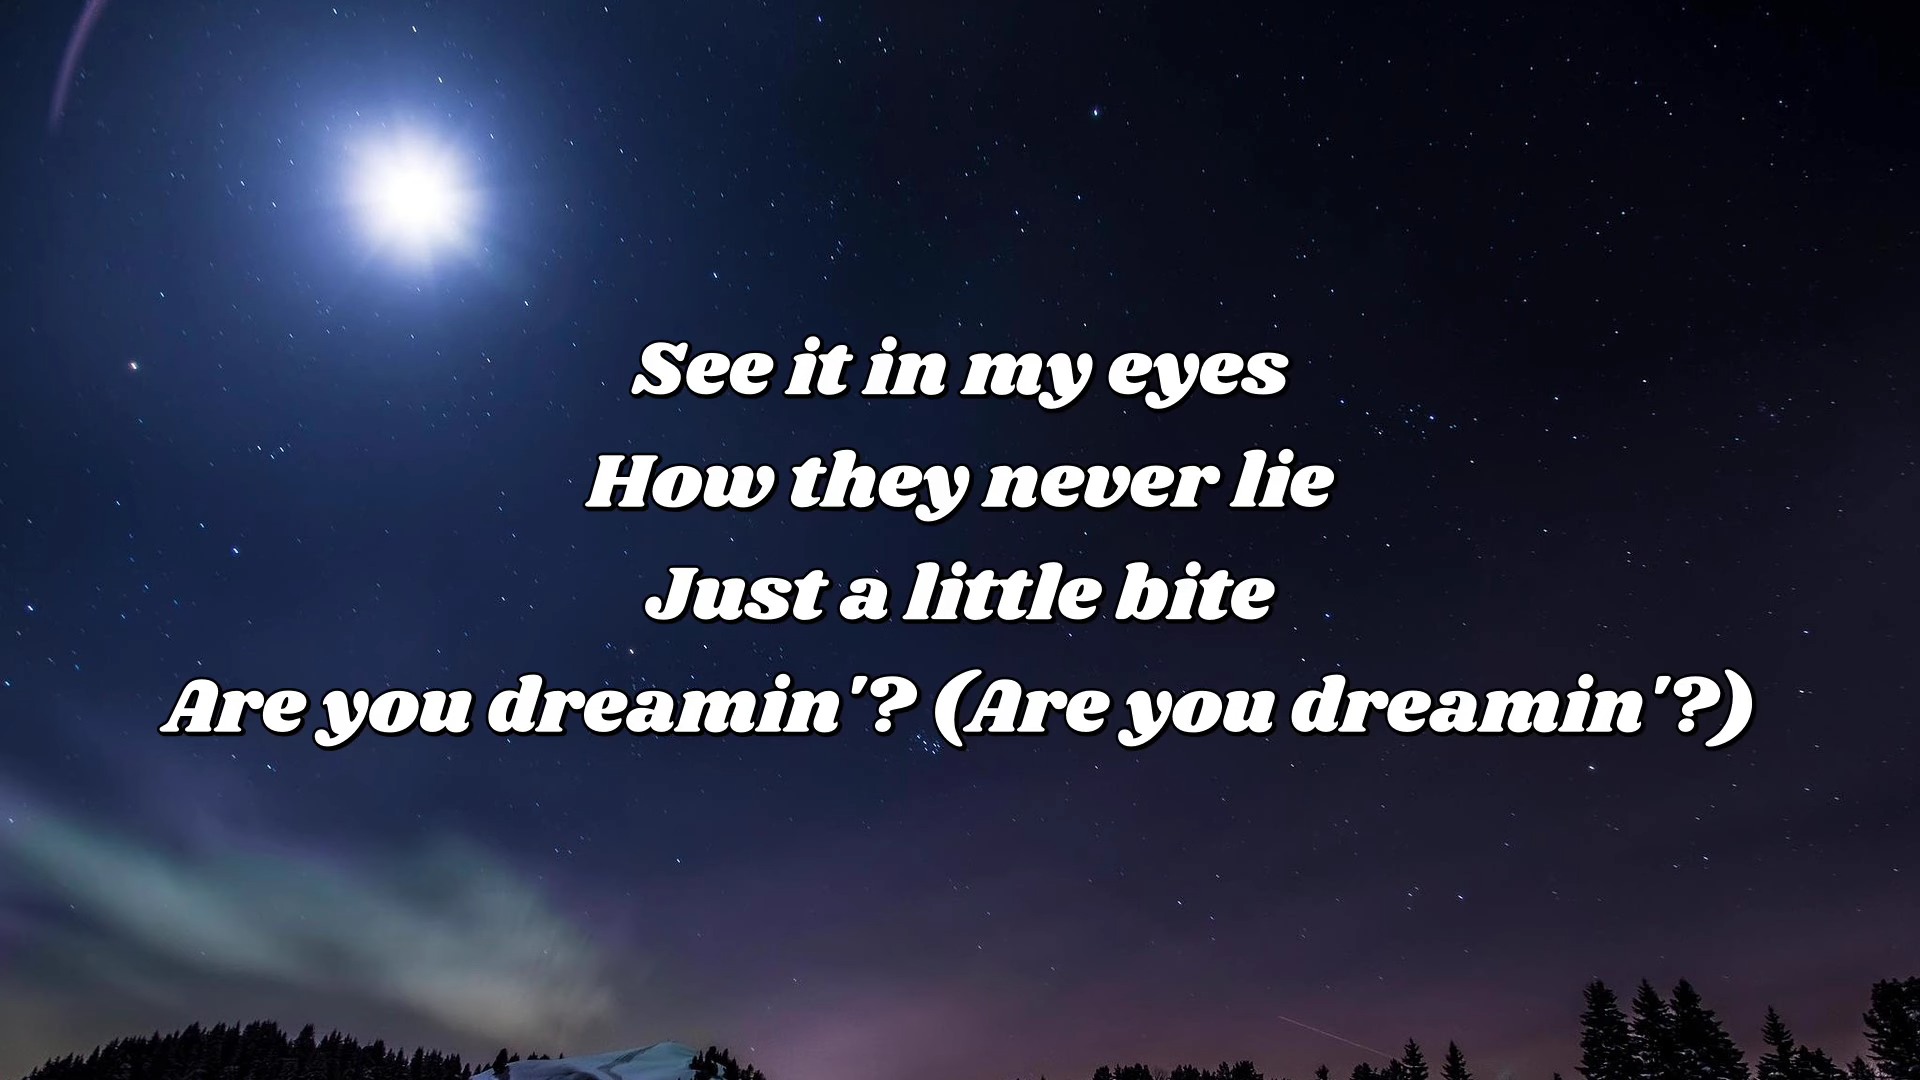 See it in my eyes
How they never lie
Just a little bite
Are you dreamin'? (Are you dreamin'?)